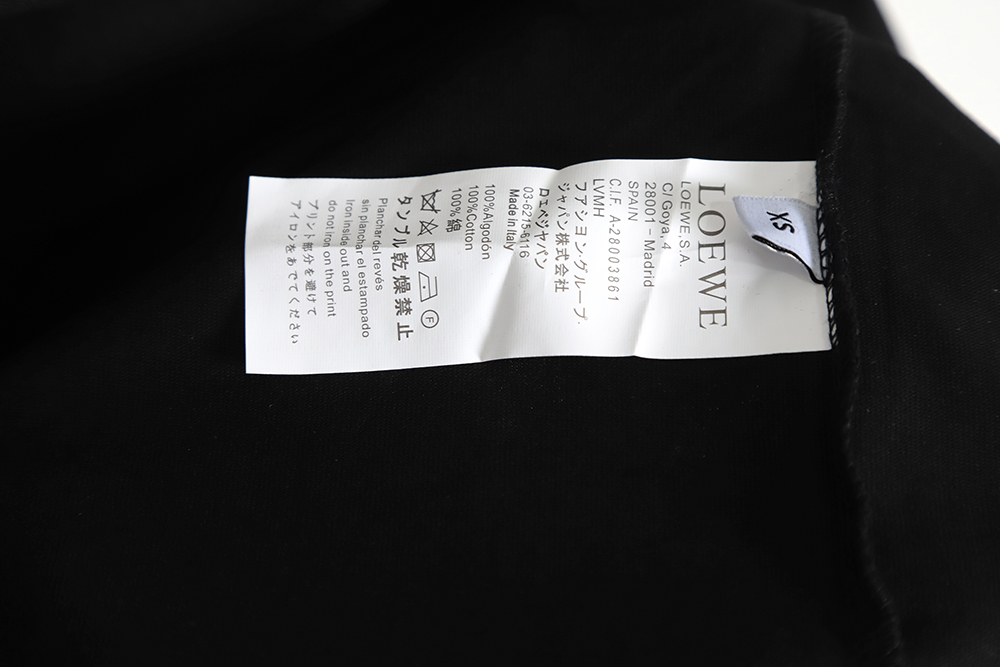 LOEWE
LOEWE,S.A.
C/ Goya, 4
28001 – Madrid
SPAIN
C.I.F. A-28003861
LVMH
ファション・グループ・
ジャパン株式会社
ロエベジャパン
03-6215-6116
Made in Italy
100%Algodón
100%Cotton
100%綿
F
タンブル乾燥禁止
Planchar del revés
sin planchar el estampado
Iron inside out and
do not iron on the print
プリント部分を避けて
アイロンをあでてください
XS